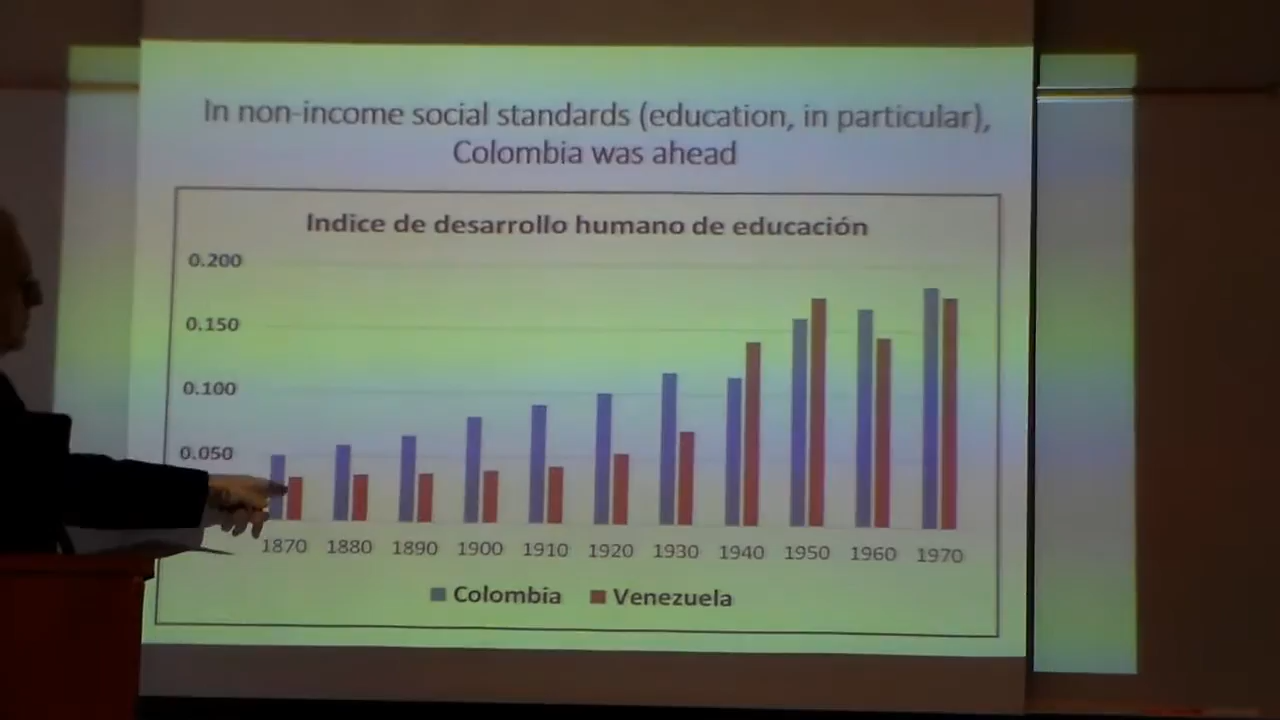 In non-income social standards (education, in particular),
Colombia was ahead
Indice de desarrollo humano de educación
0.200
0.150
0.100
0.050
1870 1880 1890 1900 1910 1920 1930 1940 1950 1960 1970
Colombia Venezuela